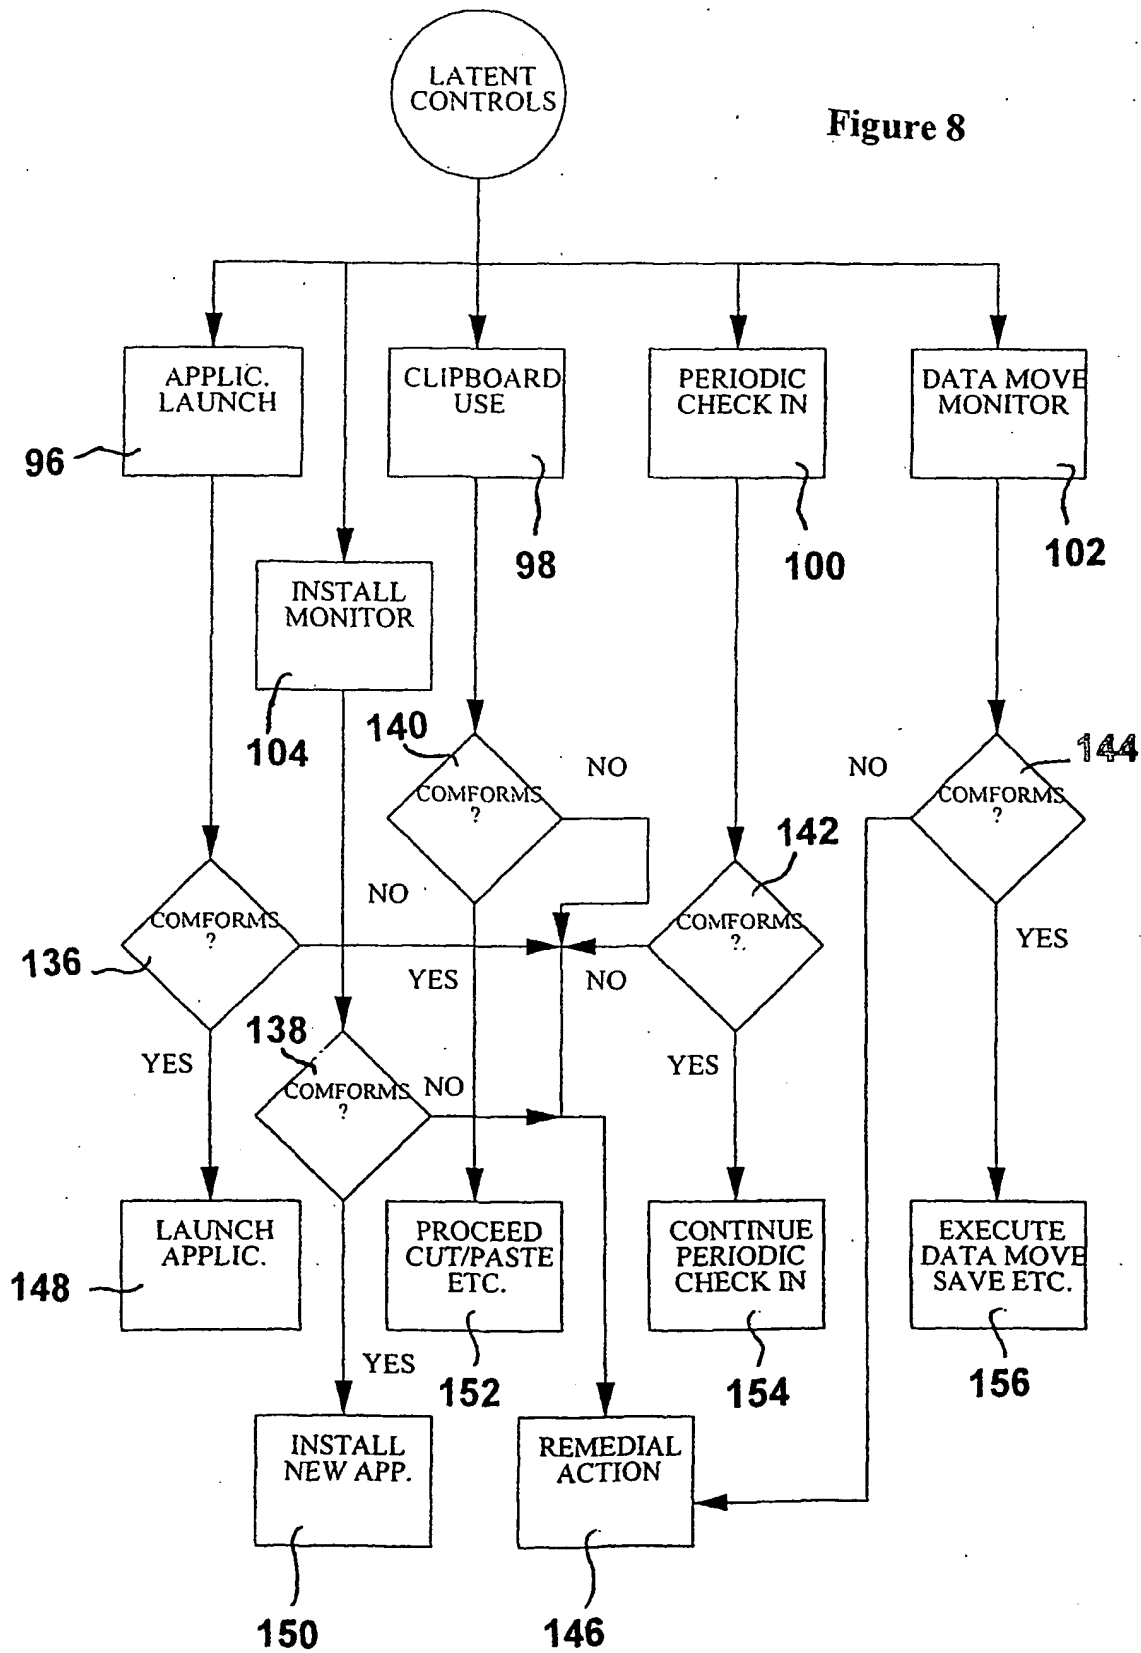 LATENT
CONTROLS
Figure 8
APPLIC.
LAUNCH
96
CLIPBOARD
USE
98
PERIODIC
CHECK IN
100
DATA MOVE
MONITOR
102
INSTALL
MONITOR
104
140
COMFORMS
?
NO
YES
144
COMFORMS
?
NO
YES
142
COMFORMS
?
NO
YES
136
COMFORMS
?
NO
YES
138
COMFORMS
?
NO
YES
LAUNCH
APPLIC.
148
PROCEED
CUT/PASTE
ETC.
152
CONTINUE
PERIODIC
CHECK IN
154
EXECUTE
DATA MOVE
SAVE ETC.
156
INSTALL
NEW APP.
150
REMEDIAL
ACTION
146